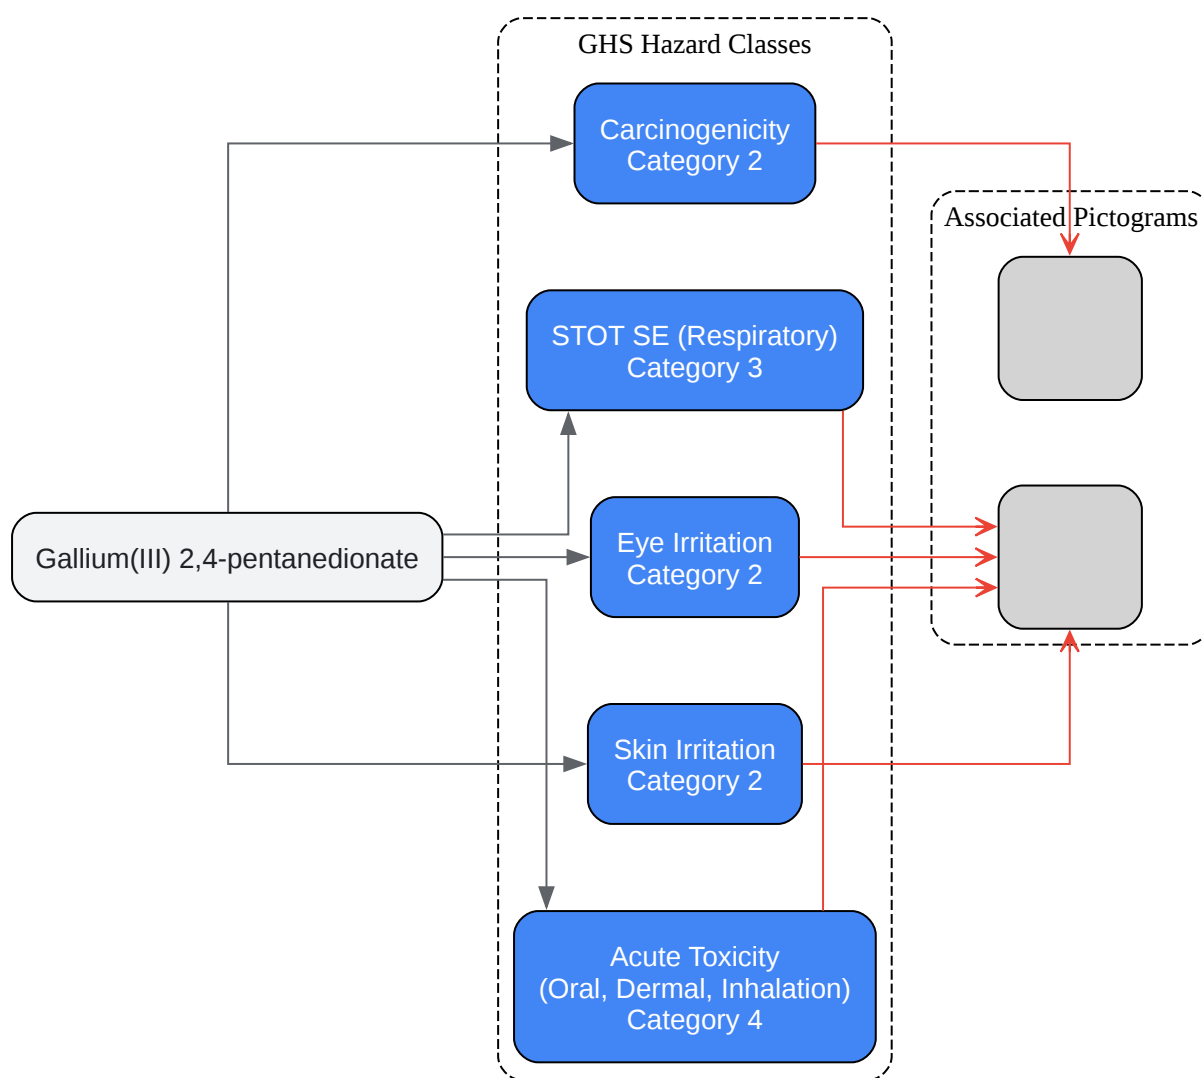 GHS Hazard Classes
Carcinogenicity
Category 2
Associated Pictograms
STOT SE (Respiratory)
Category 3
Gallium(III) 2,4-pentanedionate
Eye Irritation
Category 2
Skin Irritation
Category 2
Acute Toxicity
(Oral, Dermal, Inhalation)
Category 4